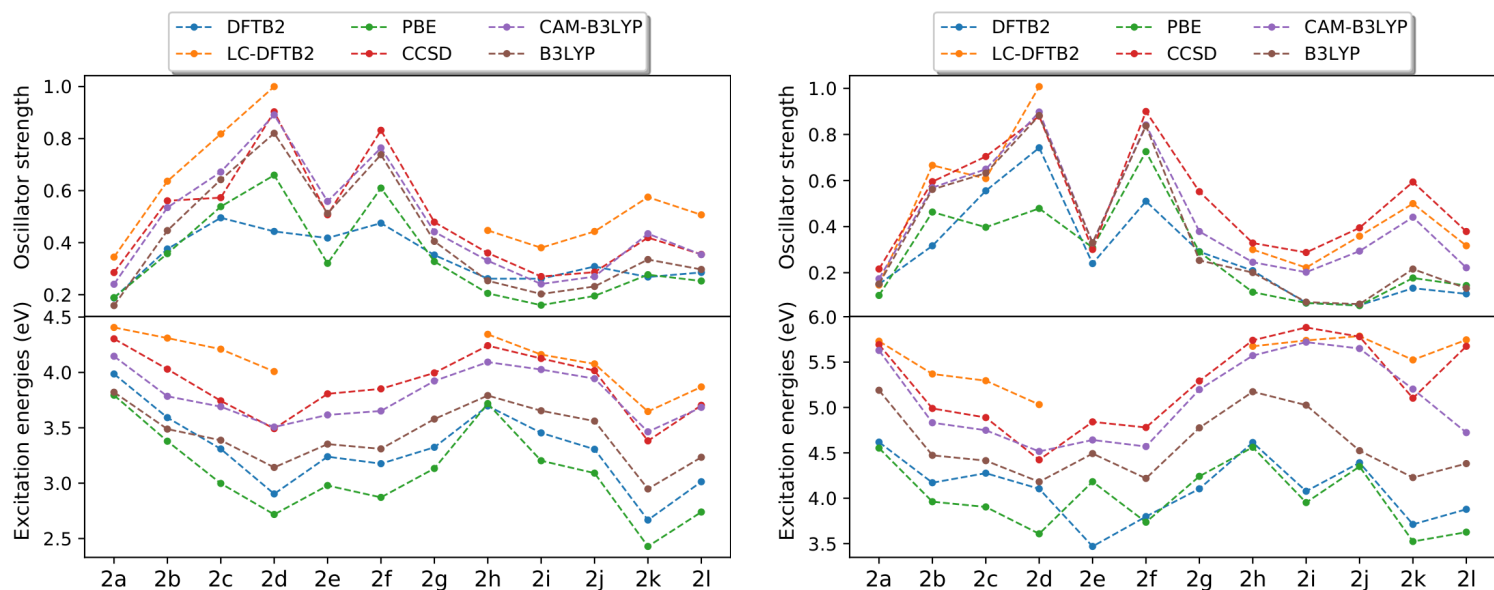 DFTB2 PBE CAM-B3LYP
LC-DFTB2 CCSD B3LYP
Oscillator strength
1.0
0.8
0.6
0.4
0.2
Excitation energies (eV)
4.5
4.0
3.5
3.0
2.5
2a 2b 2c 2d 2e 2f 2g 2h 2i 2j 2k 2l
DFTB2 PBE CAM-B3LYP
LC-DFTB2 CCSD B3LYP
Oscillator strength
1.0
0.8
0.6
0.4
0.2
Excitation energies (eV)
6.0
5.5
5.0
4.5
4.0
3.5
2a 2b 2c 2d 2e 2f 2g 2h 2i 2j 2k 2l